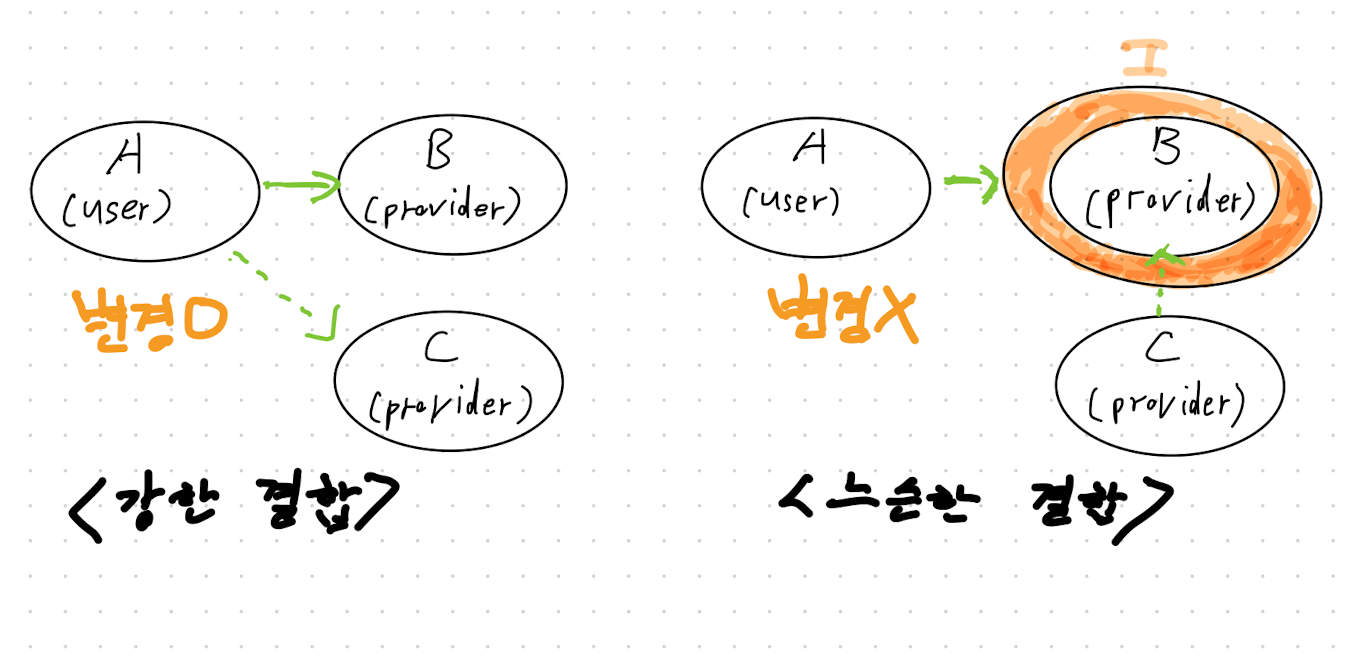 A
(user)
B
(provider)
변경O
C
(provider)
<강한 결합>
I
A
(user)
B
(provider)
변경X
C
(provider)
<느슨한 결합>